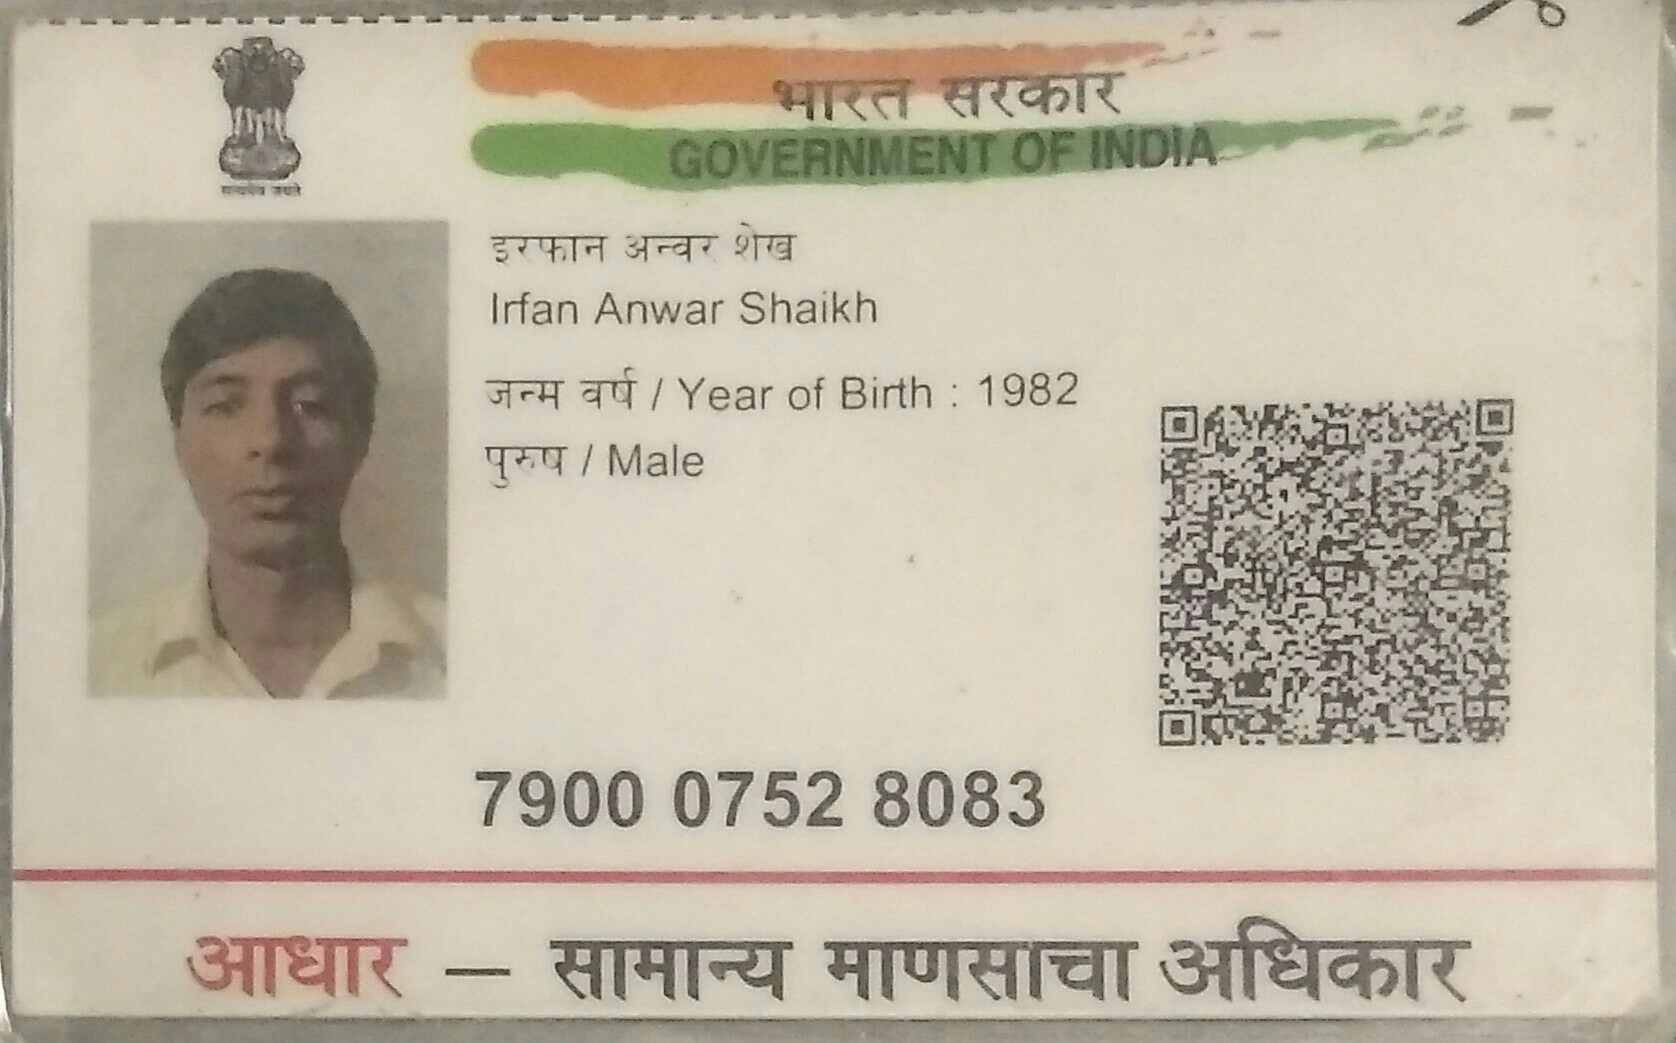 भारत सरकार
GOVERNMENT OF INDIA
सत्यमेव जयते
इरफान अन्वर शेख
Irfan Anwar Shaikh
जन्म वर्ष / Year of Birth : 1982
पुरुष / Male
7900 0752 8083
आधार — सामान्य माणसाचा अधिकार